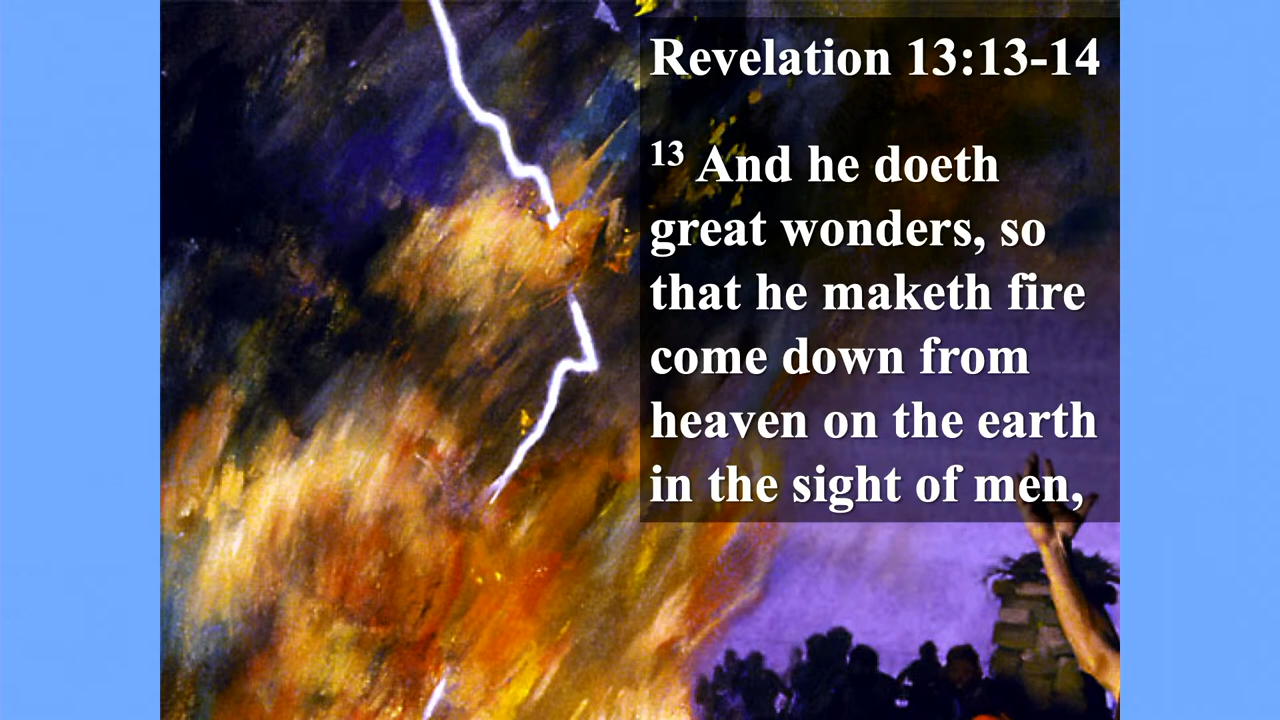 Revelation 13:13-14
13 And he doeth
great wonders, so
that he maketh fire
come down from
heaven on the earth
in the sight of men,